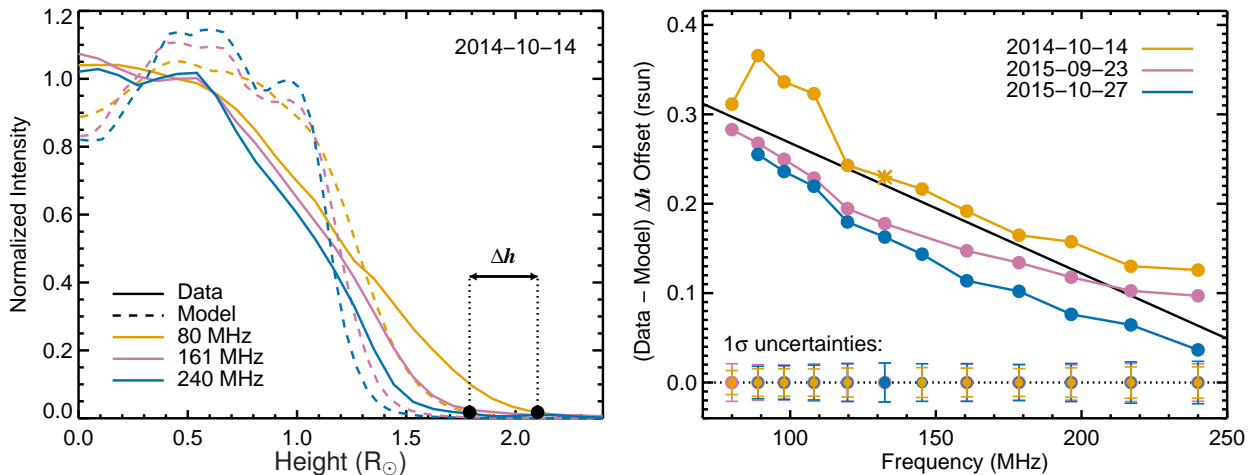 2014−10−14
Normalized Intensity
1.2
1.0
0.8
0.6
0.4
0.2
0.0
Δh
Data
Model
80 MHz
161 MHz
240 MHz
0.0 0.5 1.0 1.5 2.0
Height (R☉)
(Data − Model) Δh Offset (rsun)
0.4
0.3
0.2
0.1
0.0
2014−10−14
2015−09−23
2015−10−27
1σ uncertainties:
100 150 200 250
Frequency (MHz)